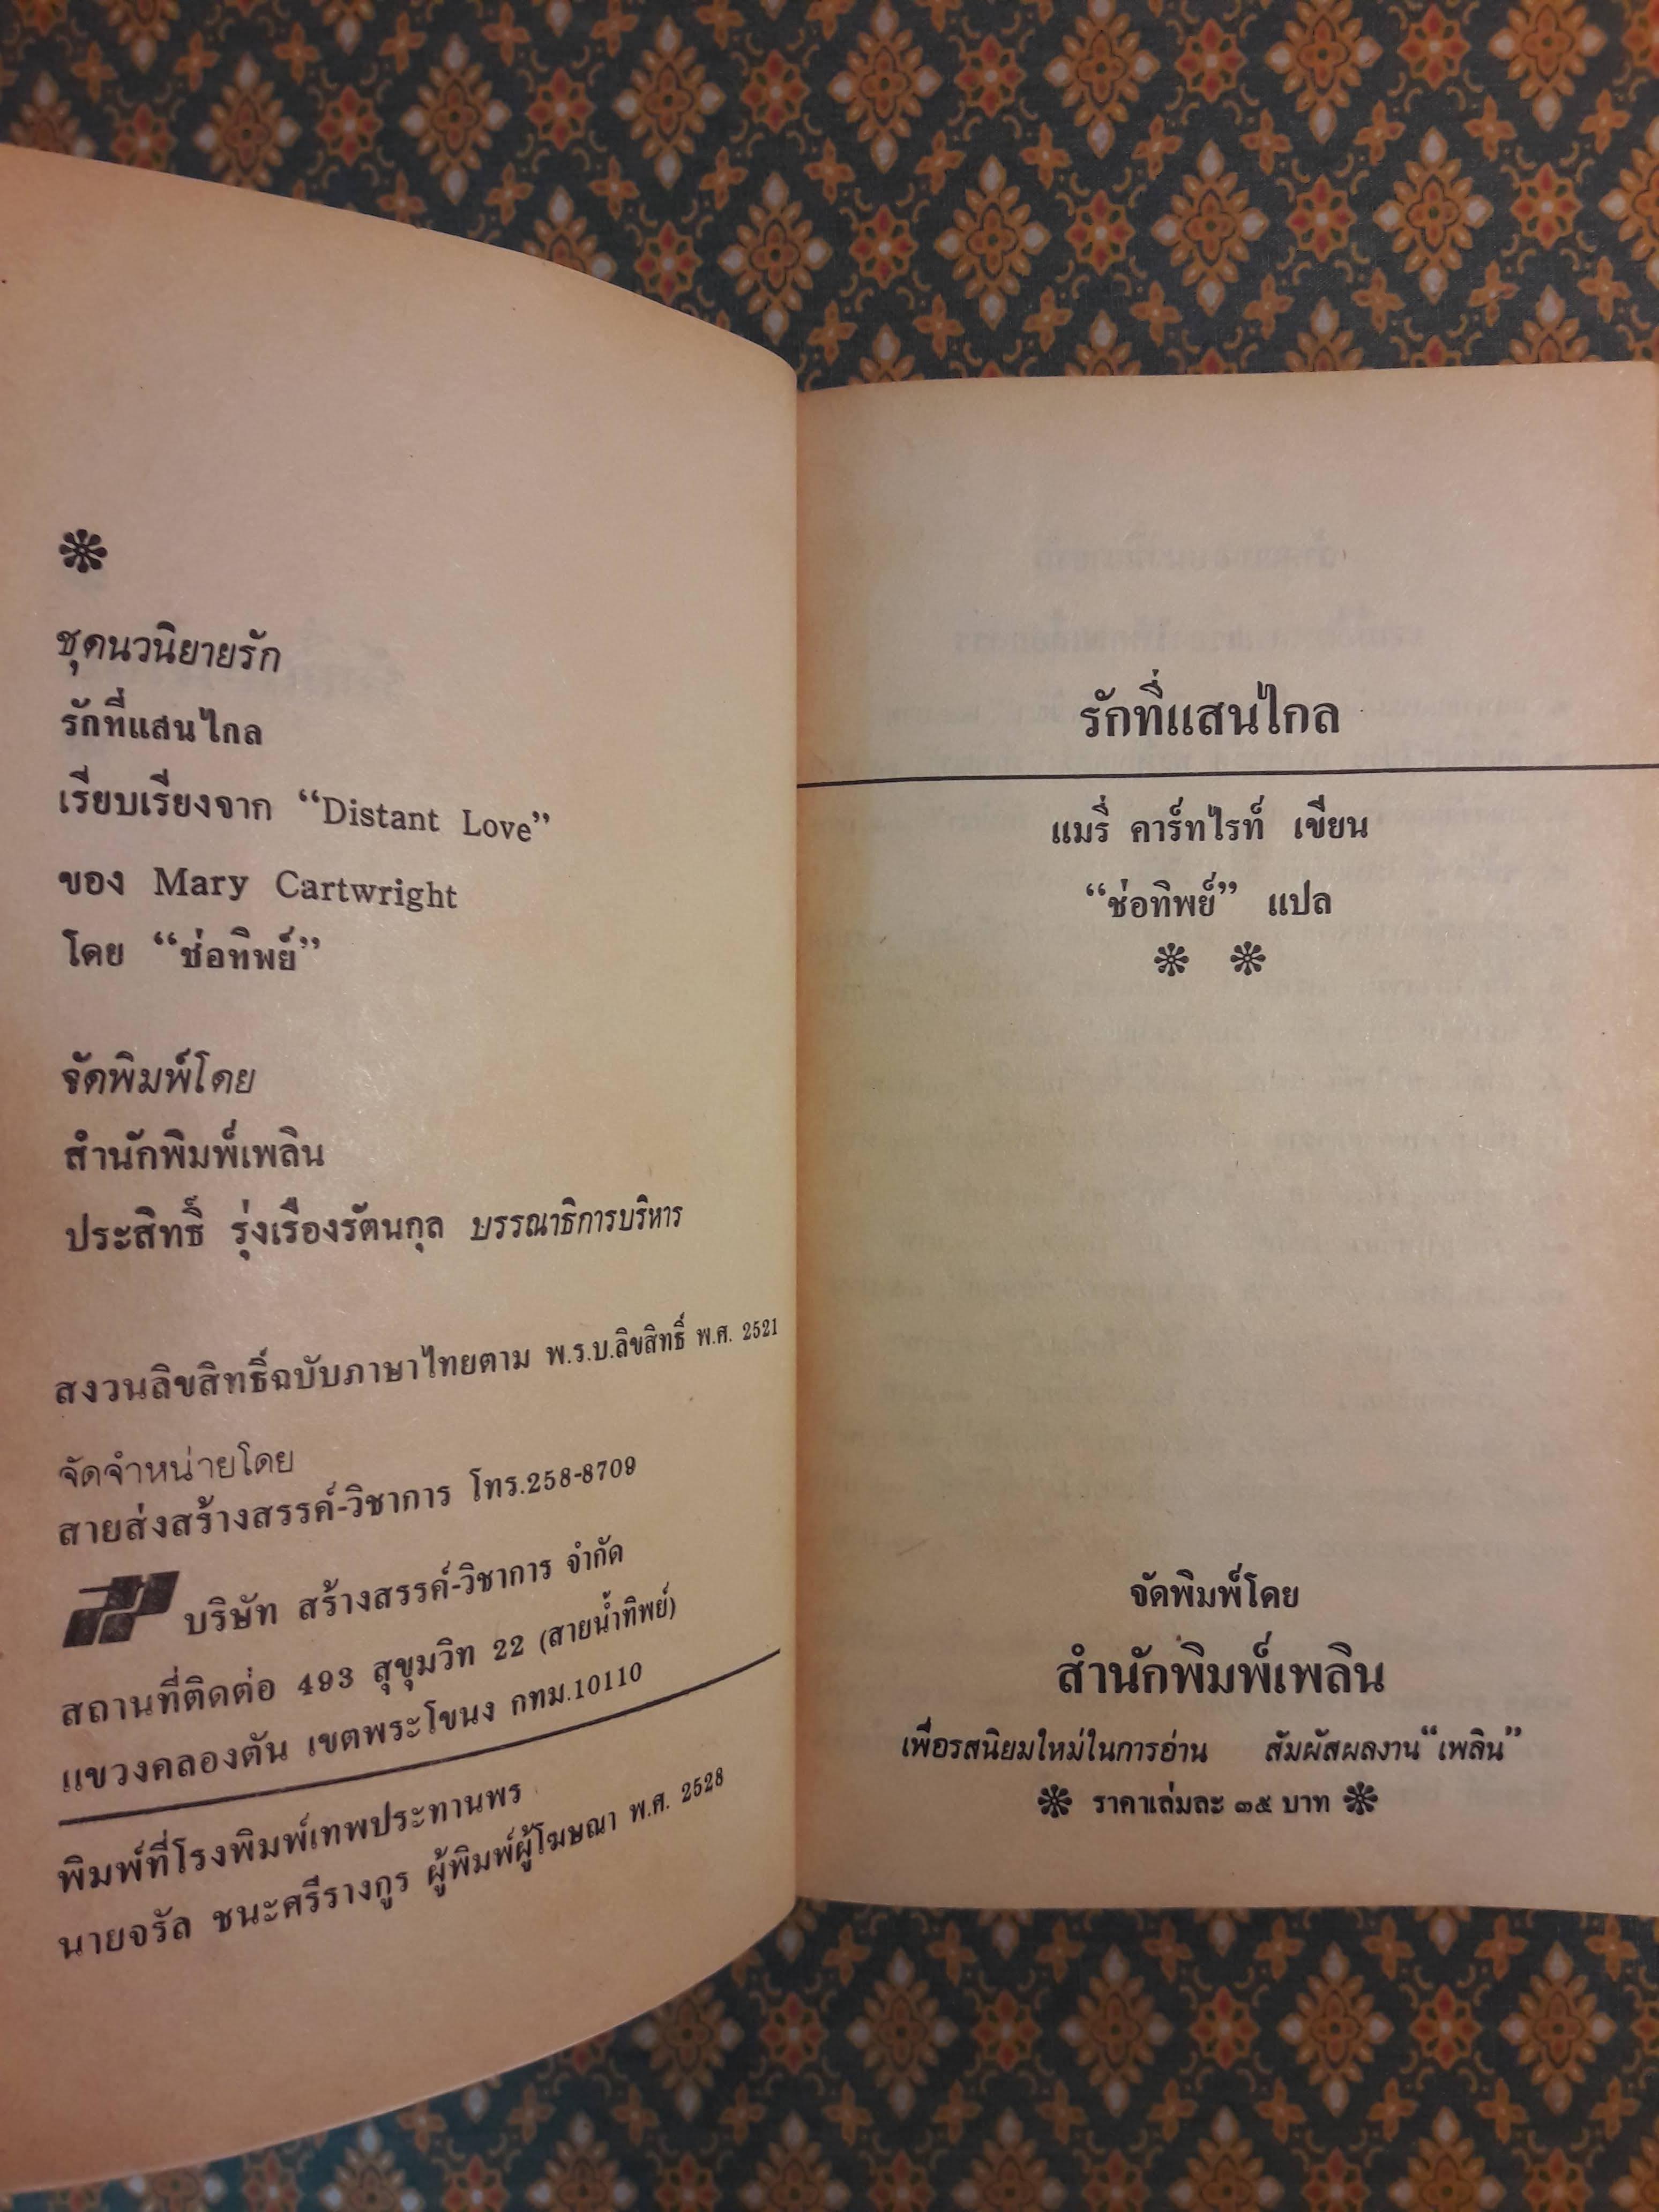 ชุดนวนิยายรัก
รักที่แสนไกล
เรียบเรียงจาก “Distant Love”
ของ Mary Cartwright
โดย “ช่อทิพย์”
จัดพิมพ์โดย
สำนักพิมพ์เพลิน
ประสิทธิ์ รุ่งเรืองรัตนกุล บรรณาธิการบริหาร
สงวนลิขสิทธิ์ฉบับภาษาไทยตาม พ.ร.บ.ลิขสิทธิ์ พ.ศ. 2521
จัดจำหน่ายโดย
สายส่งสร้างสรรค์-วิชาการ โทร.258-8709
บริษัท สร้างสรรค์-วิชาการ จำกัด
สถานที่ติดต่อ 493 สุขุมวิท 22 (สายน้ำทิพย์)
แขวงคลองตัน เขตพระโขนง กทม.10110
พิมพ์ที่โรงพิมพ์เทพประทานพร
นายจรัล ชนะศรีรางกูร ผู้พิมพ์ผู้โฆษณา พ.ศ. 2528
รักที่แสนไกล
แมรี่ คาร์ทไรท์ เขียน
“ช่อทิพย์” แปล
จัดพิมพ์โดย
สำนักพิมพ์เพลิน
เพื่อรสนิยมใหม่ในการอ่าน สัมผัสผลงาน“เพลิน”
ราคาเล่มละ ๓๕ บาท